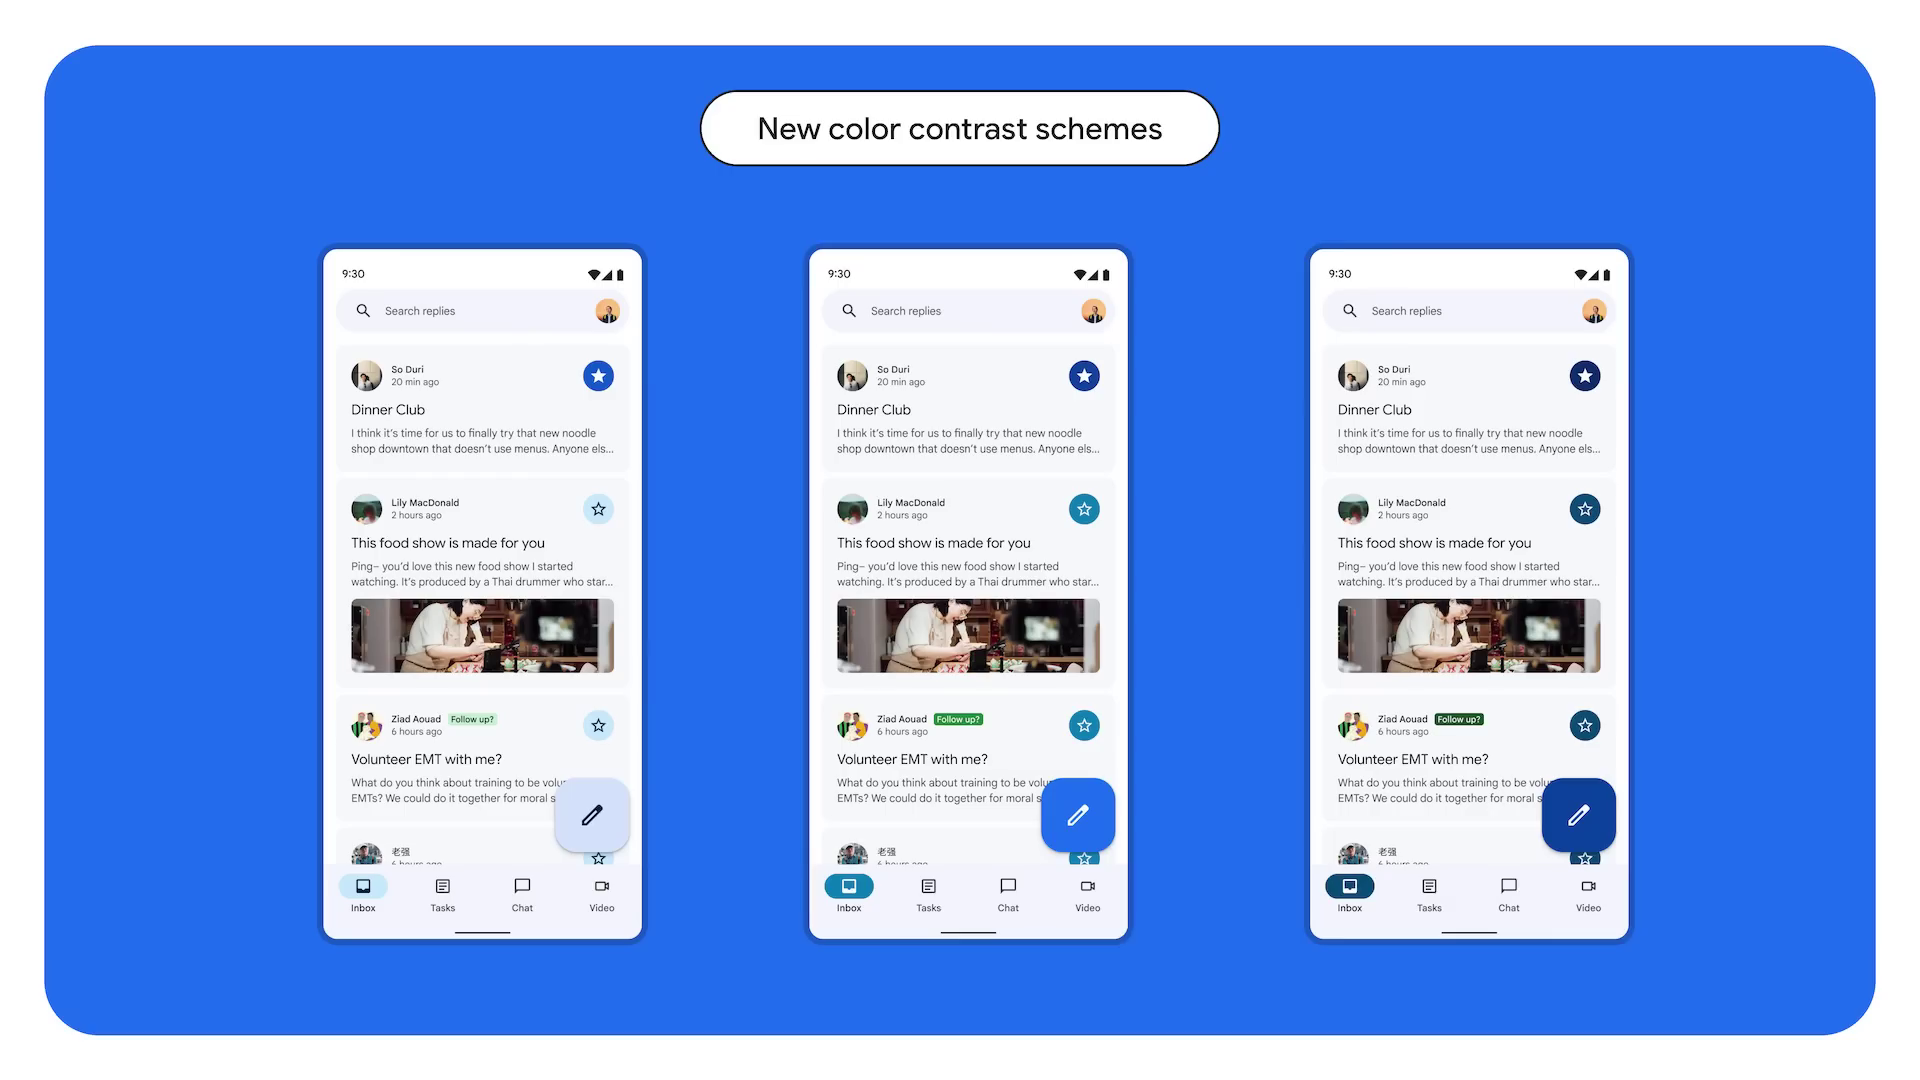 New color contrast schemes
9:30
Search replies
So Duri
20 min ago
Dinner Club
I think it's time for us to finally try that new noodle
shop downtown that doesn't use menus. Anyone els...
Lily MacDonald
2 hours ago
This food show is made for you
Ping– you'd love this new food show I started
watching. It's produced by a Thai drummer who star...
Ziad Aouad Follow up?
6 hours ago
Volunteer EMT with me?
What do you think about training to be volu
EMTs? We could do it together for moral s
老强
6 hours ago
Inbox Tasks Chat Video
9:30
Search replies
So Duri
20 min ago
Dinner Club
I think it's time for us to finally try that new noodle
shop downtown that doesn't use menus. Anyone els...
Lily MacDonald
2 hours ago
This food show is made for you
Ping– you'd love this new food show I started
watching. It's produced by a Thai drummer who star...
Ziad Aouad Follow up?
6 hours ago
Volunteer EMT with me?
What do you think about training to be volu
EMTs? We could do it together for moral s
老强
6 hours ago
Inbox Tasks Chat Video
9:30
Search replies
So Duri
20 min ago
Dinner Club
I think it's time for us to finally try that new noodle
shop downtown that doesn't use menus. Anyone els...
Lily MacDonald
2 hours ago
This food show is made for you
Ping– you'd love this new food show I started
watching. It's produced by a Thai drummer who star...
Ziad Aouad Follow up?
6 hours ago
Volunteer EMT with me?
What do you think about training to be volu
EMTs? We could do it together for moral s
老强
6 hours ago
Inbox Tasks Chat Video